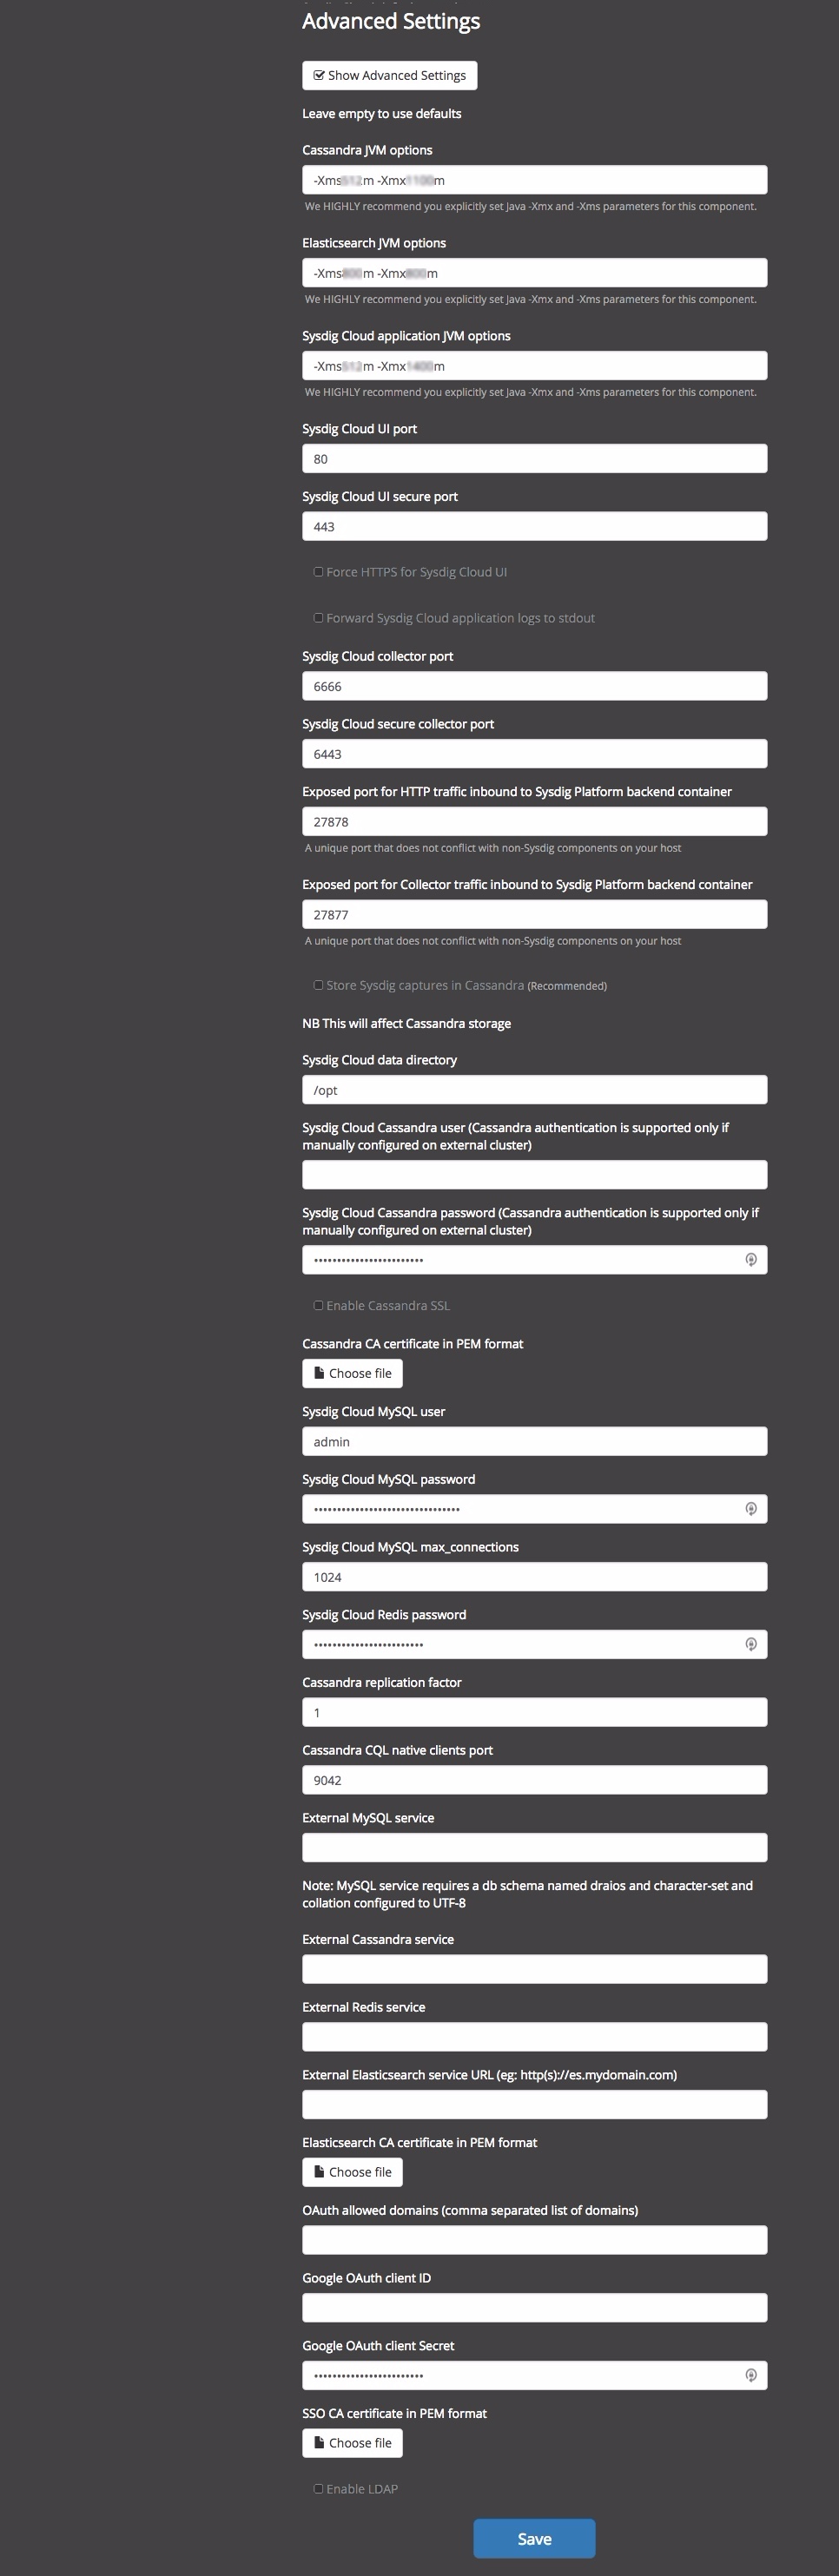 Advanced Settings
Show Advanced Settings
Leave empty to use defaults
Cassandra JVM options
-Xms m -Xmx m
We HIGHLY recommend you explicitly set Java -Xmx and -Xms parameters for this component.
Elasticsearch JVM options
-Xms m -Xmx m
We HIGHLY recommend you explicitly set Java -Xmx and -Xms parameters for this component.
Sysdig Cloud application JVM options
-Xms m -Xmx m
We HIGHLY recommend you explicitly set Java -Xmx and -Xms parameters for this component.
Sysdig Cloud UI port
80
Sysdig Cloud UI secure port
443
Force HTTPS for Sysdig Cloud UI
Forward Sysdig Cloud application logs to stdout
Sysdig Cloud collector port
6666
Sysdig Cloud secure collector port
6443
Exposed port for HTTP traffic inbound to Sysdig Platform backend container
27878
A unique port that does not conflict with non-Sysdig components on your host
Exposed port for Collector traffic inbound to Sysdig Platform backend container
27877
A unique port that does not conflict with non-Sysdig components on your host
Store Sysdig captures in Cassandra (Recommended)
NB This will affect Cassandra storage
Sysdig Cloud data directory
/opt
Sysdig Cloud Cassandra user (Cassandra authentication is supported only if
manually configured on external cluster)
Sysdig Cloud Cassandra password (Cassandra authentication is supported only if
manually configured on external cluster)
Enable Cassandra SSL
Cassandra CA certificate in PEM format
Choose file
Sysdig Cloud MySQL user
admin
Sysdig Cloud MySQL password
Sysdig Cloud MySQL max_connections
1024
Sysdig Cloud Redis password
Cassandra replication factor
1
Cassandra CQL native clients port
9042
External MySQL service
Note: MySQL service requires a db schema named draios and character-set and
collation configured to UTF-8
External Cassandra service
External Redis service
External Elasticsearch service URL (eg: http(s)://es.mydomain.com)
Elasticsearch CA certificate in PEM format
Choose file
OAuth allowed domains (comma separated list of domains)
Google OAuth client ID
Google OAuth client Secret
SSO CA certificate in PEM format
Choose file
Enable LDAP
Save